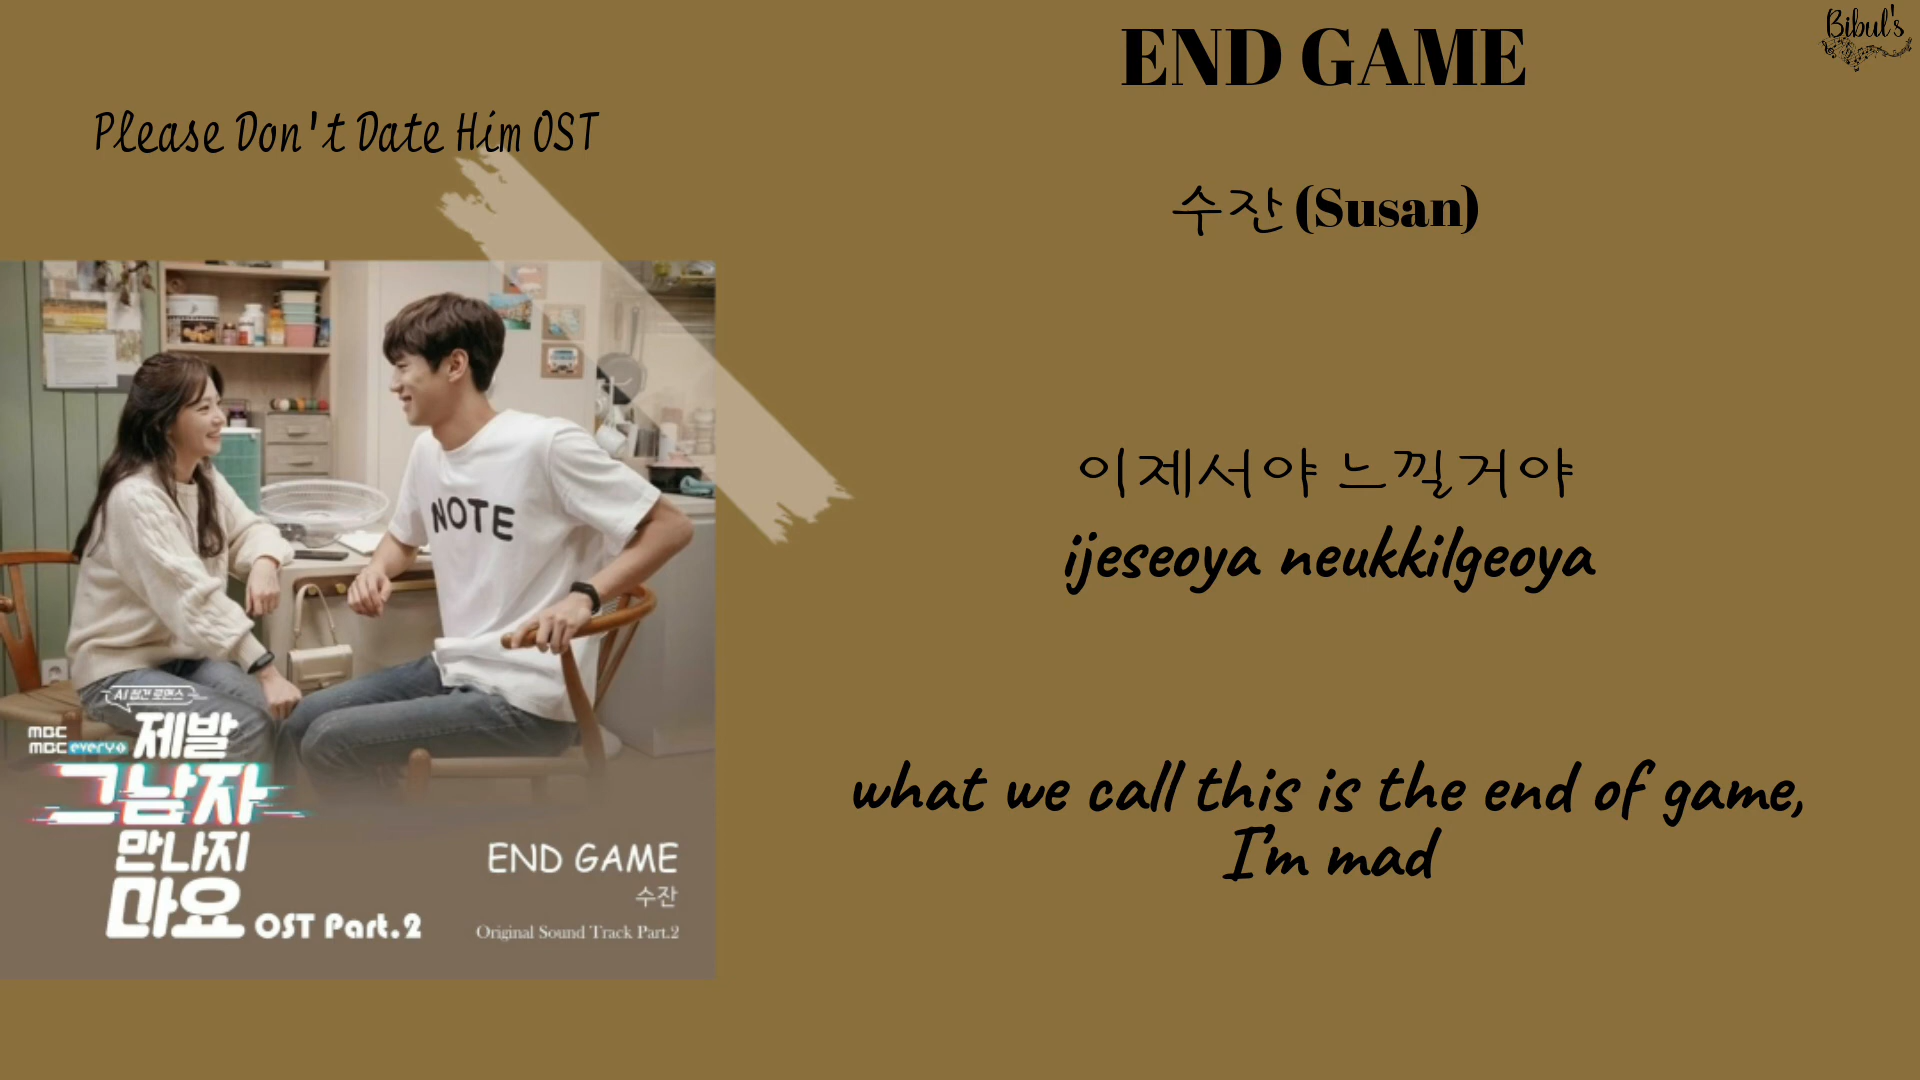 END GAME
Bibul's
Please Don't Date Him OST
수잔 (Susan)
이제서야 느낄거야
ijeseoya neukkilgeoya
what we call this is the end of game,
I'm mad
NOTE
AI 참견 로맨스
MBC
MBC every1
제발
그남자
만나지
마요
OST Part.2
END GAME
수잔
Original Sound Track Part.2